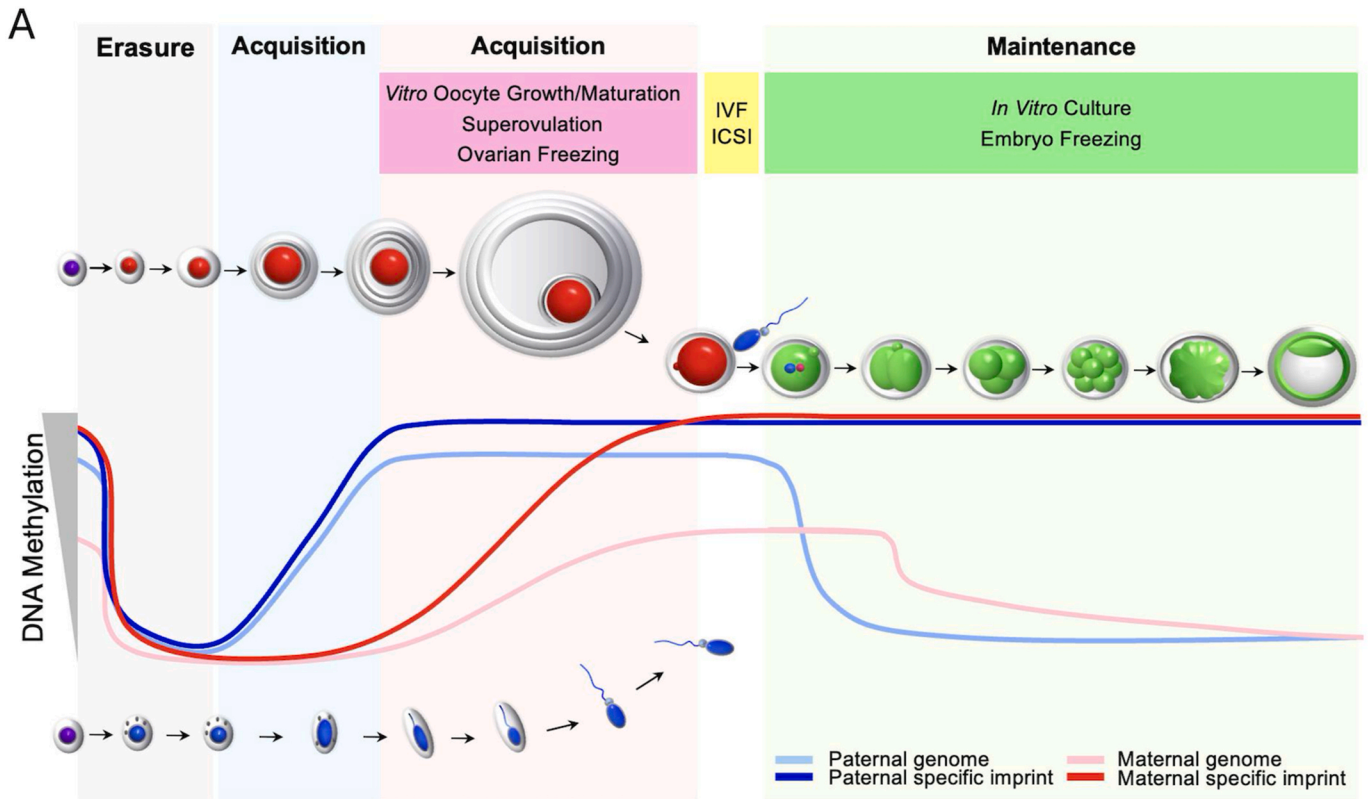 A
Erasure
Acquisition
Acquisition
Maintenance
Vitro Oocyte Growth/Maturation
Superovulation
Ovarian Freezing
IVF
ICSI
In Vitro Culture
Embryo Freezing
DNA Methylation
Paternal genome
Paternal specific imprint
Maternal genome
Maternal specific imprint